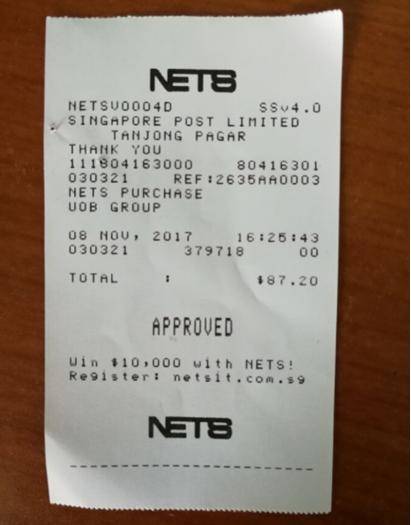 NETS
NETSV0004D SSv4.0
SINGAPORE POST LIMITED
TANJONG PAGAR
THANK YOU
111804163000 80416301
030321 REF:2635AA0003
NETS PURCHASE
UOB GROUP
08 NOV, 2017 16:25:43
030321 379718 00
TOTAL : $87.20
APPROVED
Win $10,000 with NETS!
Register: netsit.com.sg
NETS